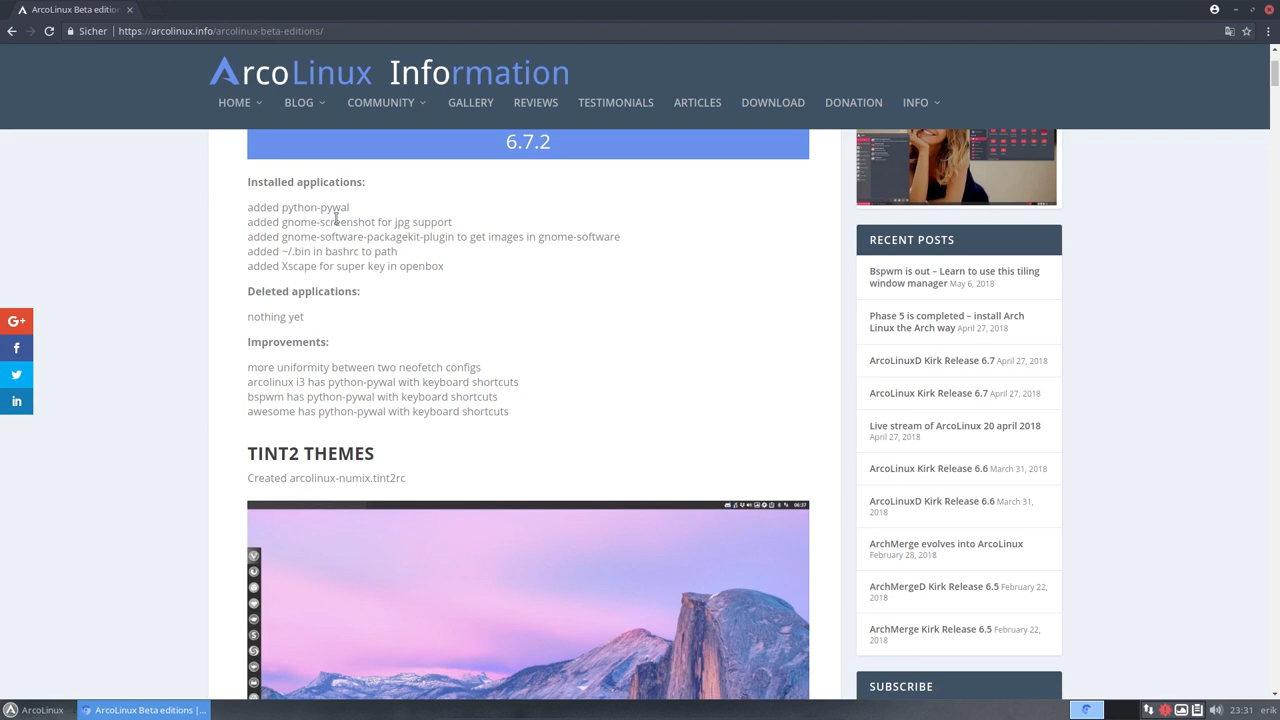 ArcoLinux Beta edition
Sicher
https://arcolinux.info/arcolinux-beta-editions/
ArcoLinux Information
HOME
BLOG
COMMUNITY
GALLERY
REVIEWS
TESTIMONIALS
ARTICLES
DOWNLOAD
DONATION
INFO
6.7.2
Installed applications:
added python-pywal
added gnome-screenshot for jpg support
added gnome-software-packagekit-plugin to get images in gnome-software
added ~/.bin in bashrc to path
added Xscape for super key in openbox
Deleted applications:
nothing yet
Improvements:
more uniformity between two neofetch configs
arcolinux i3 has python-pywal with keyboard shortcuts
bspwm has python-pywal with keyboard shortcuts
awesome has python-pywal with keyboard shortcuts
TINT2 THEMES
Created arcolinux-numix.tint2rc
06:37
G+
f
in
RECENT POSTS
Bspwm is out – Learn to use this tiling
window manager May 6, 2018
Phase 5 is completed – install Arch
Linux the Arch way April 27, 2018
ArcoLinuxD Kirk Release 6.7 April 27, 2018
ArcoLinux Kirk Release 6.7 April 27, 2018
Live stream of ArcoLinux 20 april 2018
April 27, 2018
ArcoLinux Kirk Release 6.6 March 31, 2018
ArcoLinuxD Kirk Release 6.6 March 31,
2018
ArchMerge evolves into ArcoLinux
February 28, 2018
ArchMergeD Kirk Release 6.5 February 22,
2018
ArchMerge Kirk Release 6.5 February 22,
2018
SUBSCRIBE
ArcoLinux
ArcoLinux Beta editions |...
23:31
erik